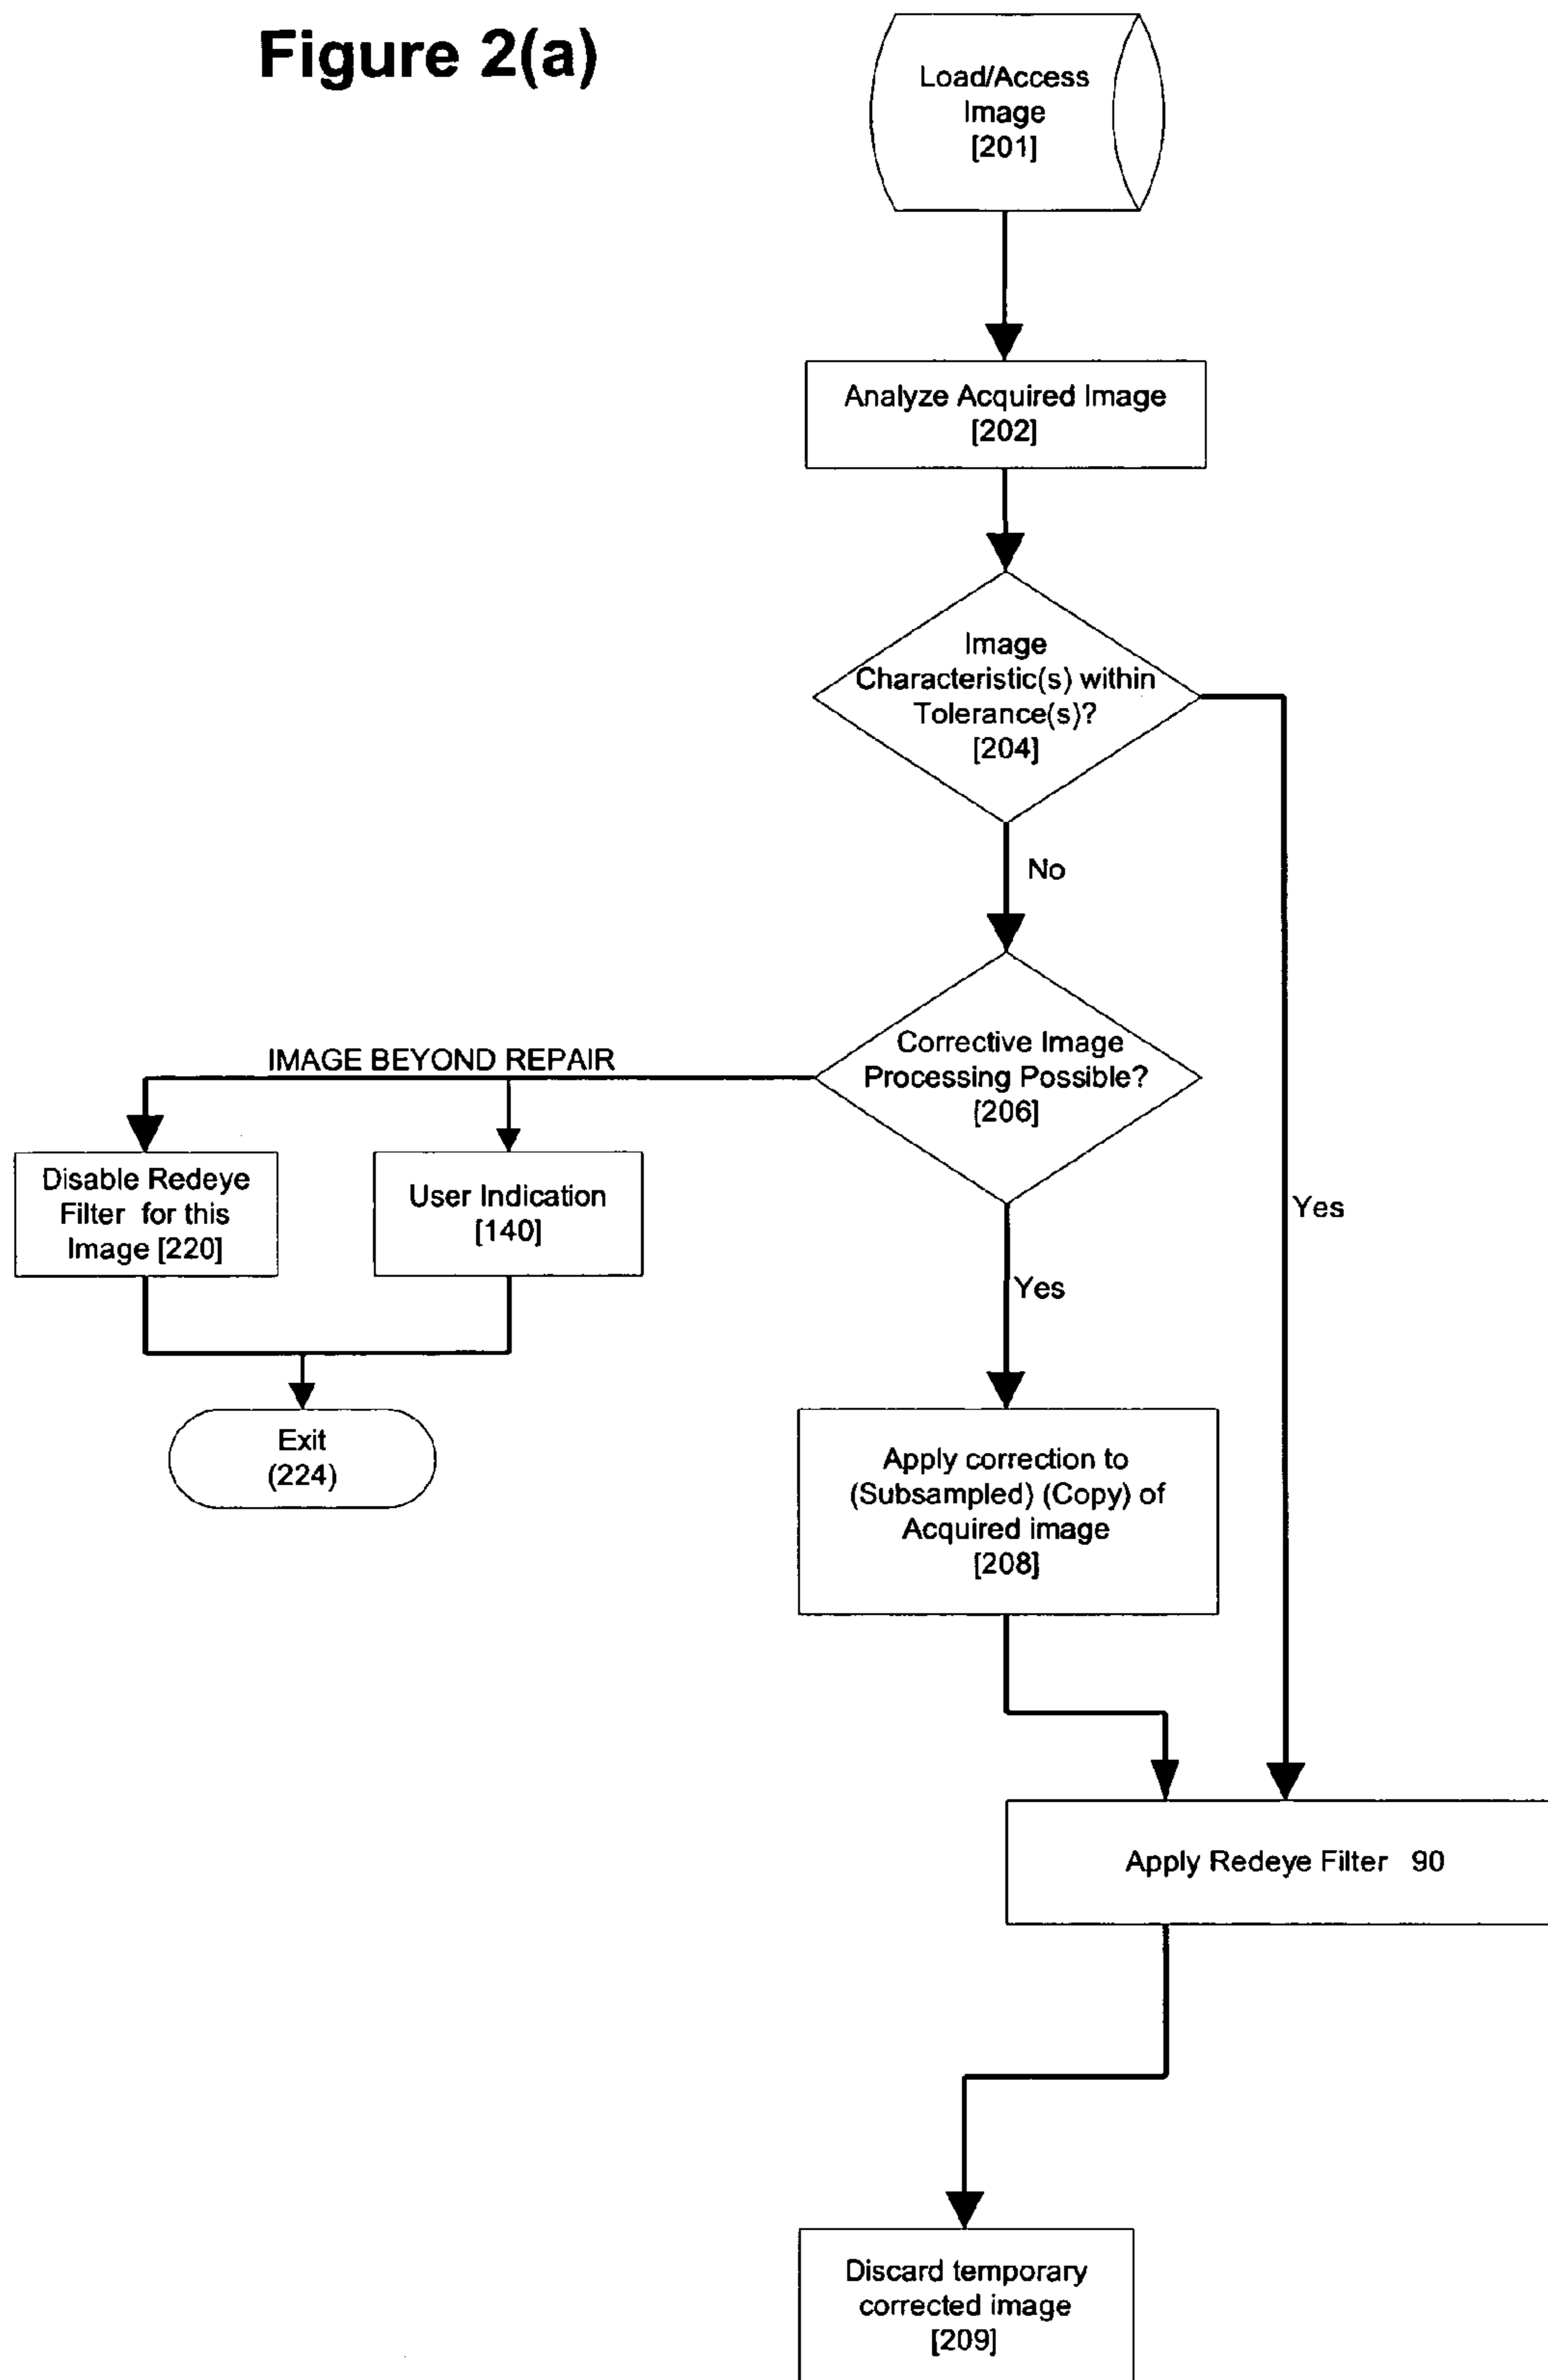 Figure 2(a)
Load/Access
Image
[201]
Analyze Acquired Image
[202]
Image
Characteristic(s) within
Tolerance(s)?
[204]
No
Yes
Corrective Image
Processing Possible?
[206]
IMAGE BEYOND REPAIR
Disable Redeye
Filter for this
Image [220]
User Indication
[140]
Exit
(224)
Yes
Apply correction to
(Subsampled) (Copy) of
Acquired image
[208]
Apply Redeye Filter 90
Discard temporary
corrected image
[209]